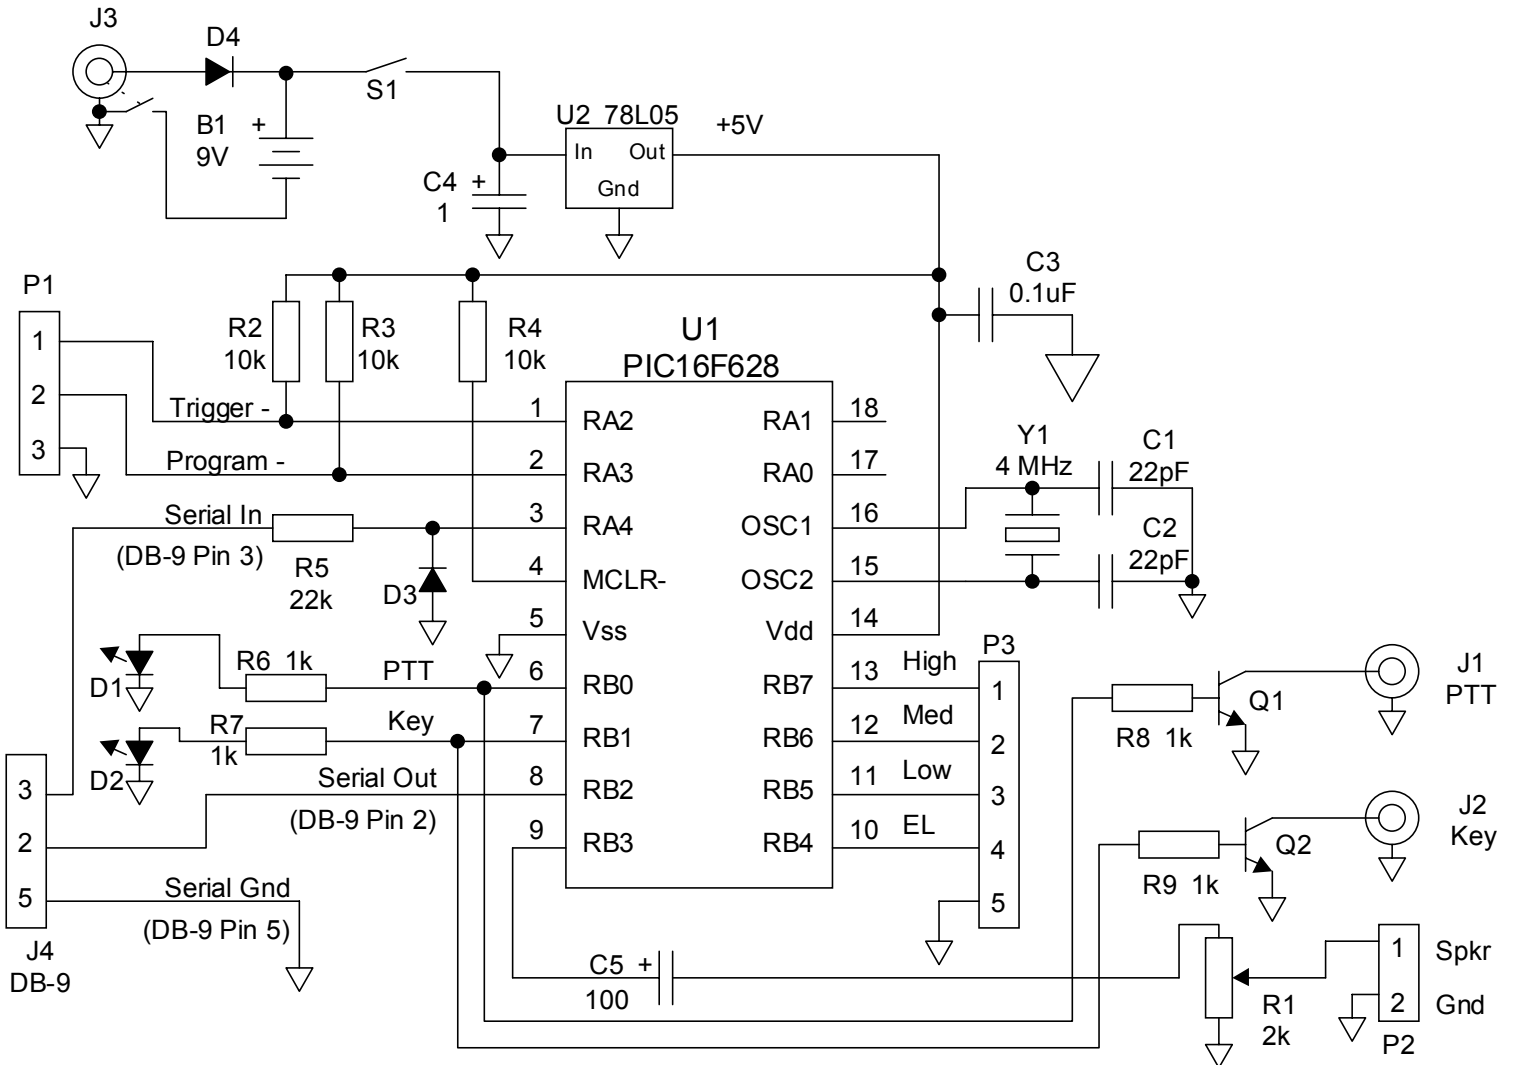 J3
D4
S1
B1 +
9V
U2 78L05
+5V
In Out
Gnd
C4 +
1
C3
0.1uF
P1
1
2
3
R2
10k
R3
10k
R4
10k
U1
PIC16F628
Trigger -
Program -
Serial In
(DB-9 Pin 3)
R5
22k
D3
1 RA2
2 RA3
3 RA4
4 MCLR-
5 Vss
6 RB0
7 RB1
8 RB2
9 RB3
RA1 18
RA0 17
OSC1 16
OSC2 15
Vdd 14
RB7 13
RB6 12
RB5 11
RB4 10
Y1
4 MHz
C1
22pF
C2
22pF
D1
R6 1k
PTT
D2
R7
1k
Key
Serial Out
(DB-9 Pin 2)
Serial Gnd
(DB-9 Pin 5)
3
2
5
J4
DB-9
High
Med
Low
EL
P3
1
2
3
4
5
R8 1k
Q1
J1
PTT
R9 1k
Q2
J2
Key
C5 +
100
R1
2k
1 Spkr
2 Gnd
P2